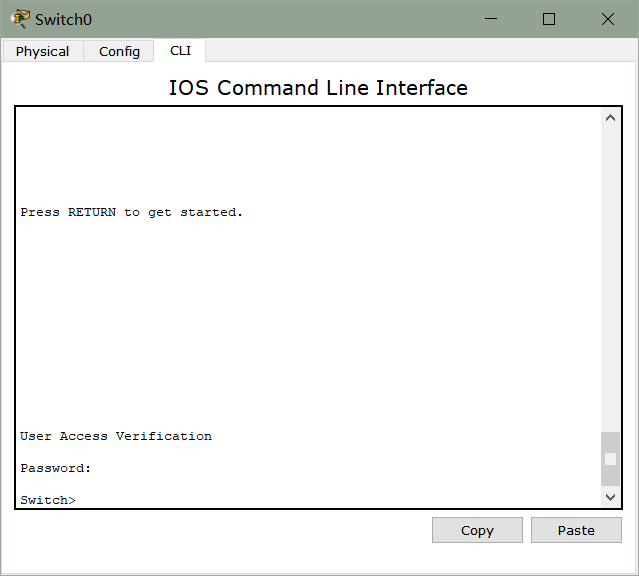 Switch0
Physical Config CLI
IOS Command Line Interface
Press RETURN to get started.
User Access Verification
Password:
Switch>
Copy Paste